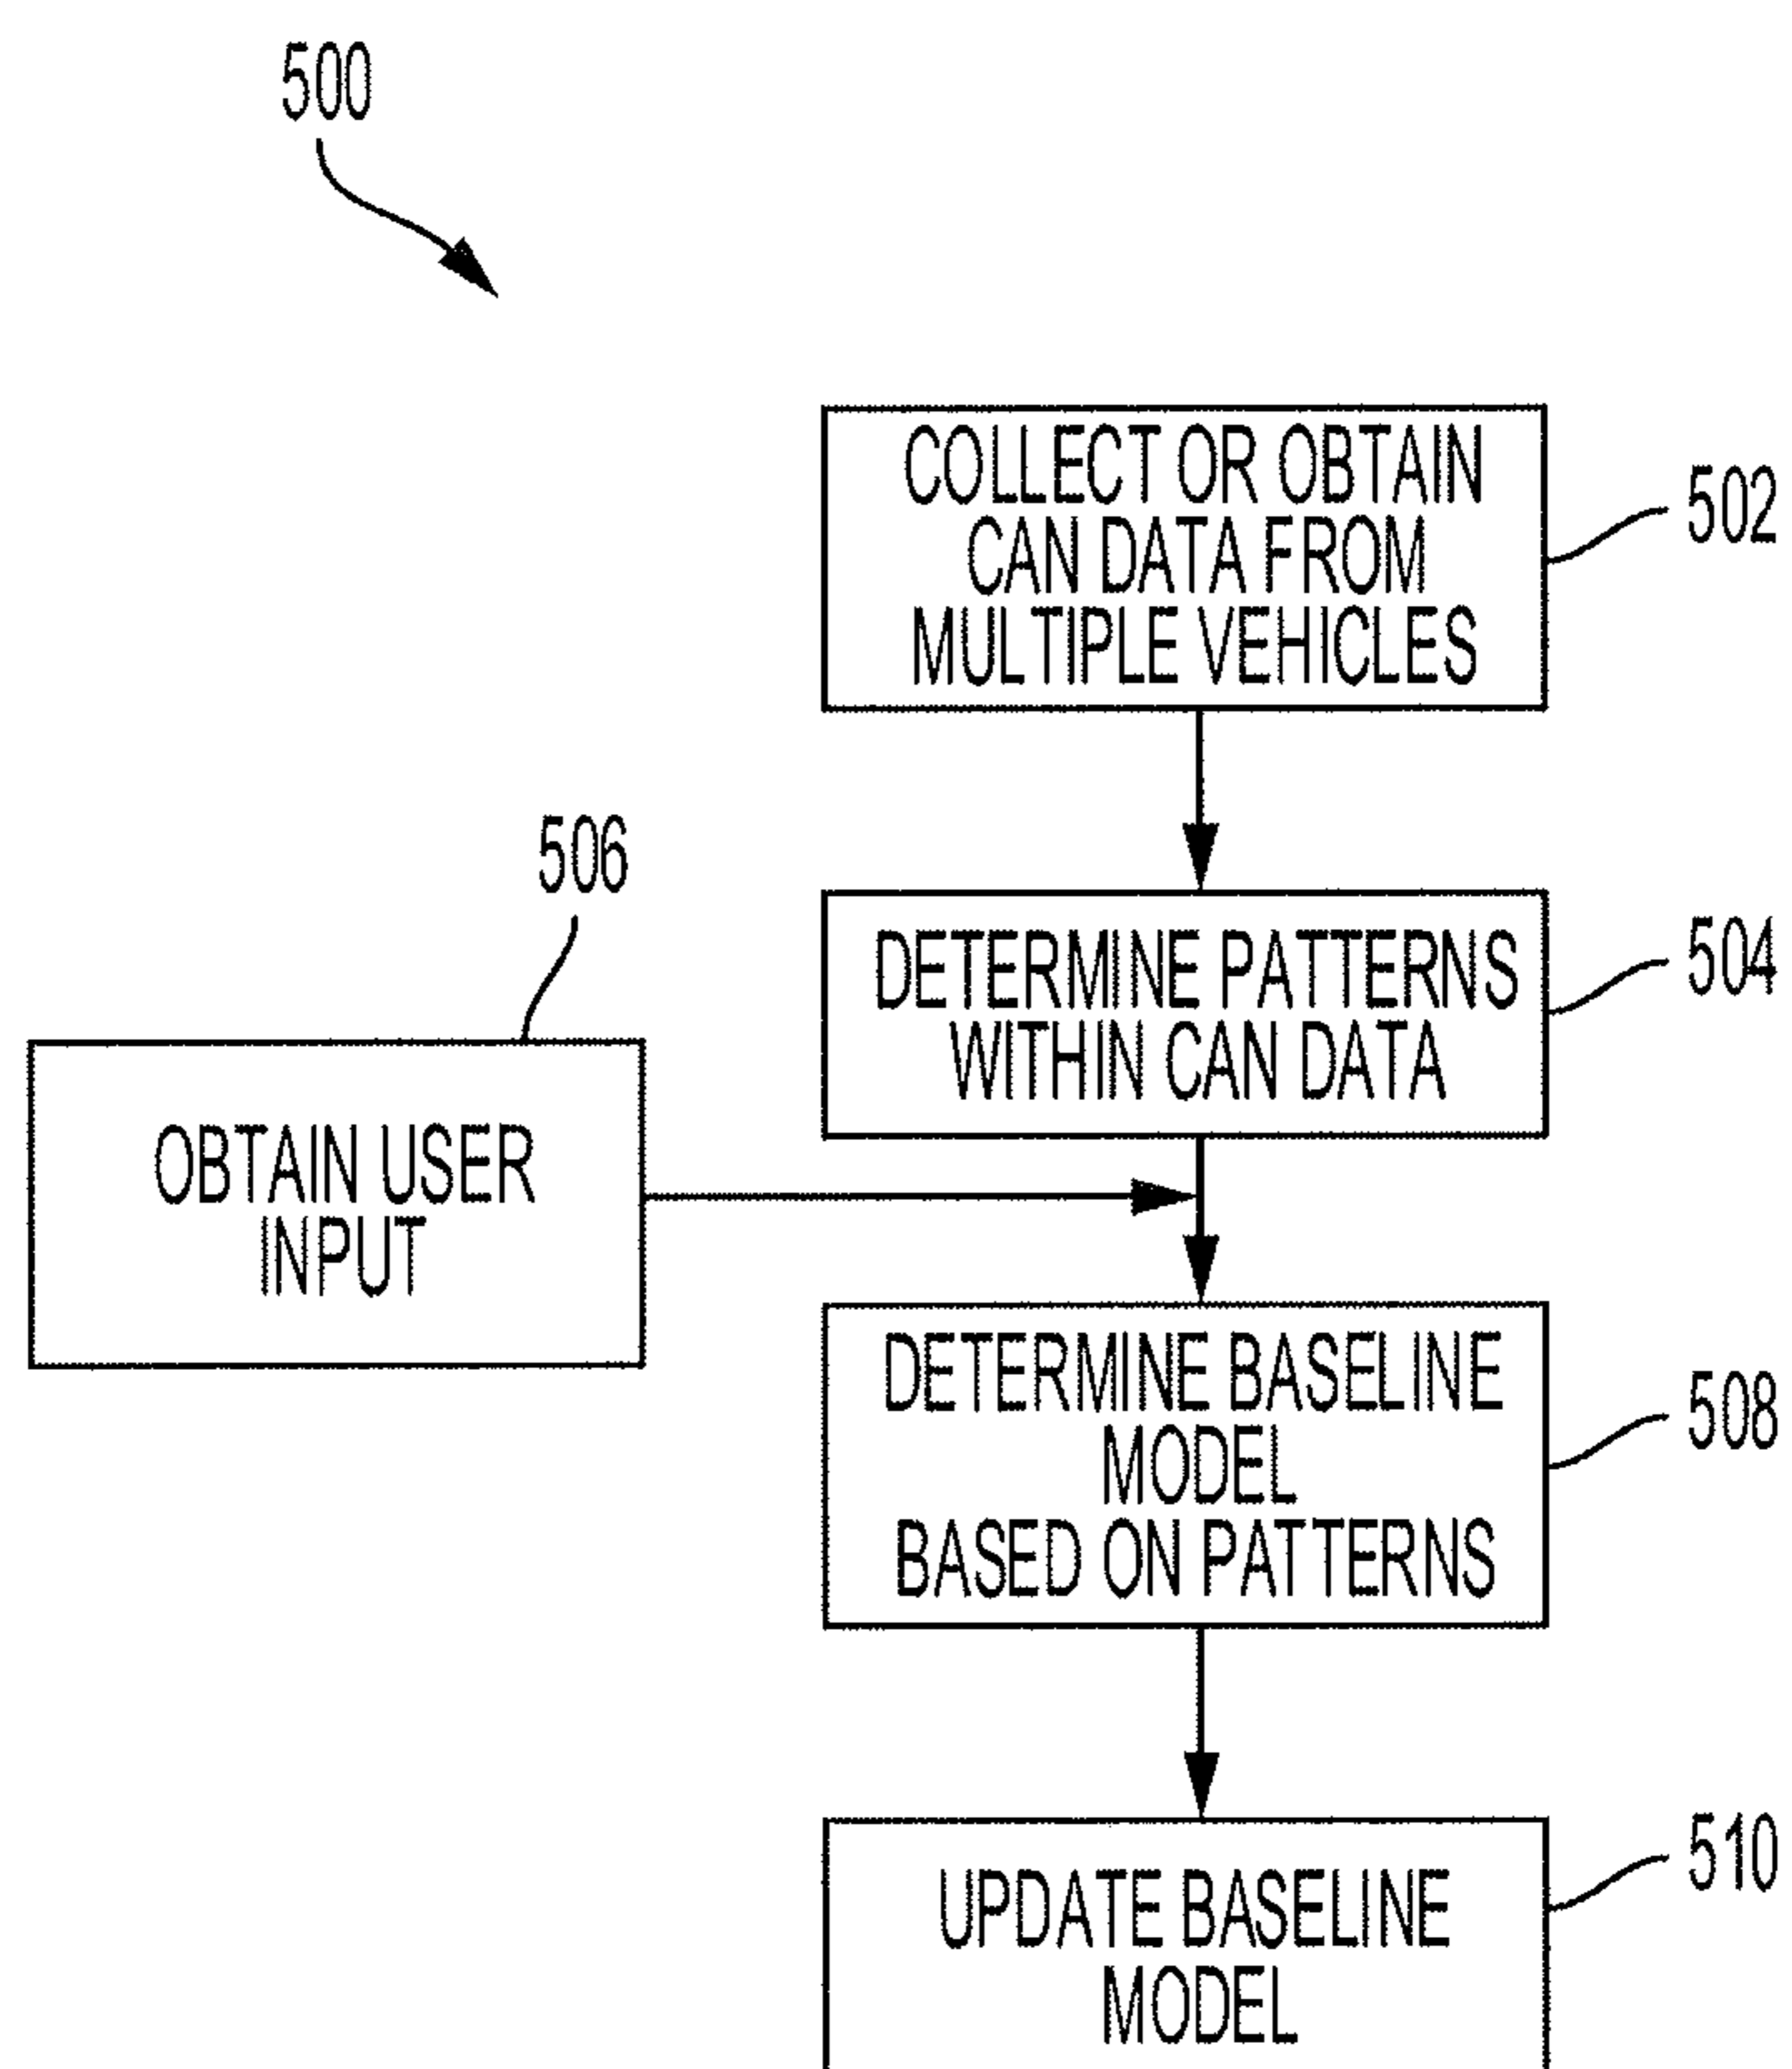 500
COLLECT OR OBTAIN
CAN DATA FROM
MULTIPLE VEHICLES
502
506
DETERMINE PATTERNS
WITHIN CAN DATA
504
OBTAIN USER
INPUT
DETERMINE BASELINE
MODEL
BASED ON PATTERNS
508
UPDATE BASELINE
MODEL
510